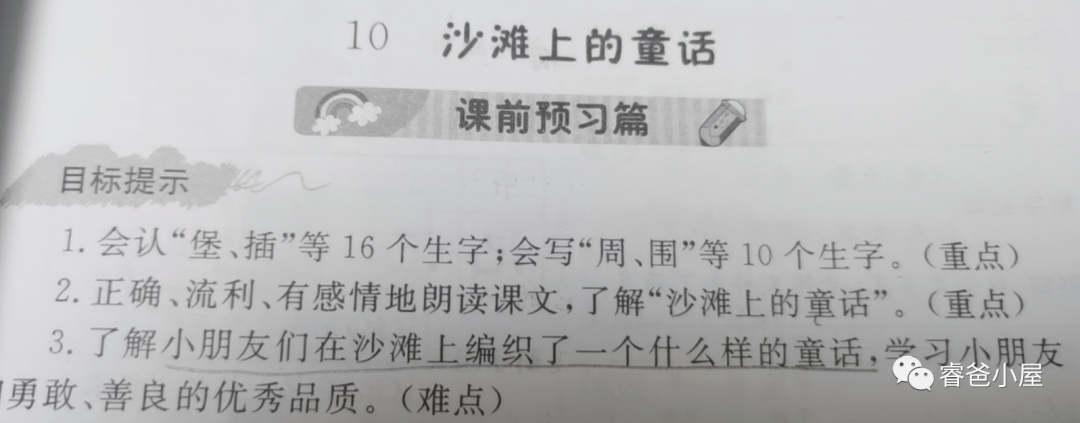 10 沙滩上的童话
课前预习篇
目标提示
1. 会认“堡、插”等 16 个生字；会写“周、围”等 10 个生字。（重点）
2. 正确、流利、有感情地朗读课文，了解“沙滩上的童话”。（重点）
3. 了解小朋友们在沙滩上编织了一个什么样的童话，学习小朋友
勇敢、善良的优秀品质。（难点）
睿爸小屋